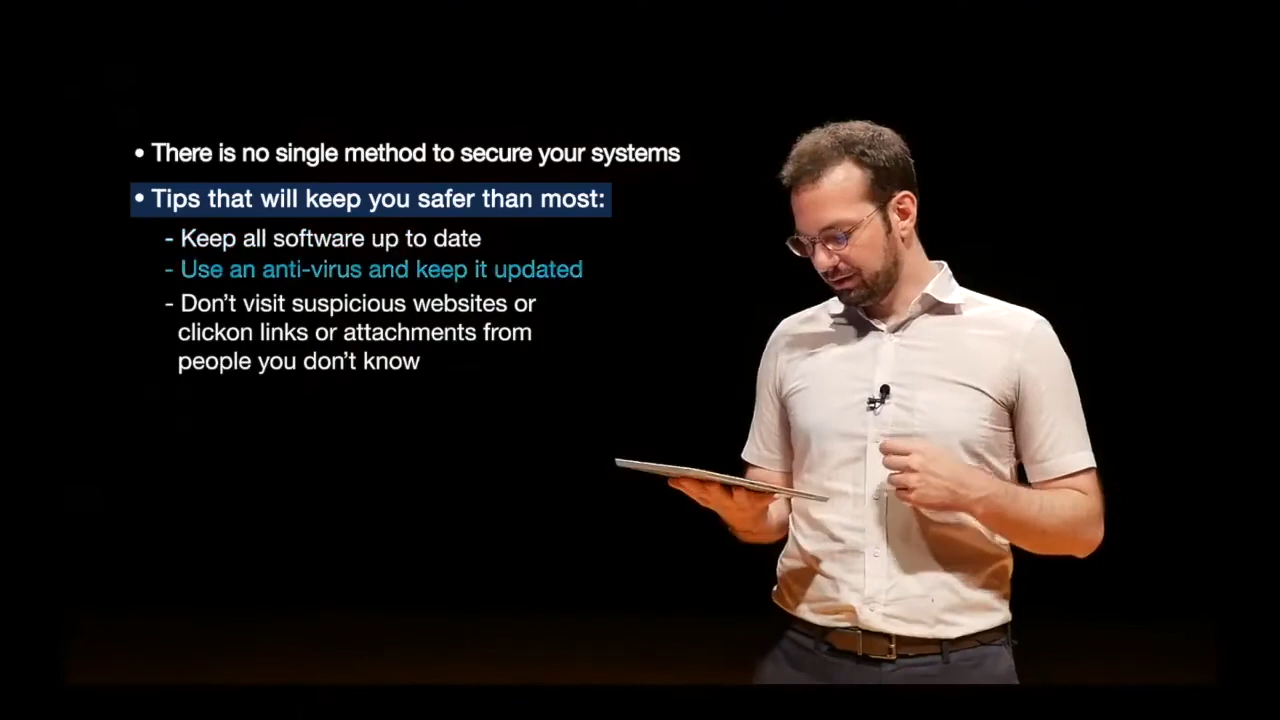 • There is no single method to secure your systems
• Tips that will keep you safer than most:
- Keep all software up to date
- Use an anti-virus and keep it updated
- Don't visit suspicious websites or
clickon links or attachments from
people you don't know